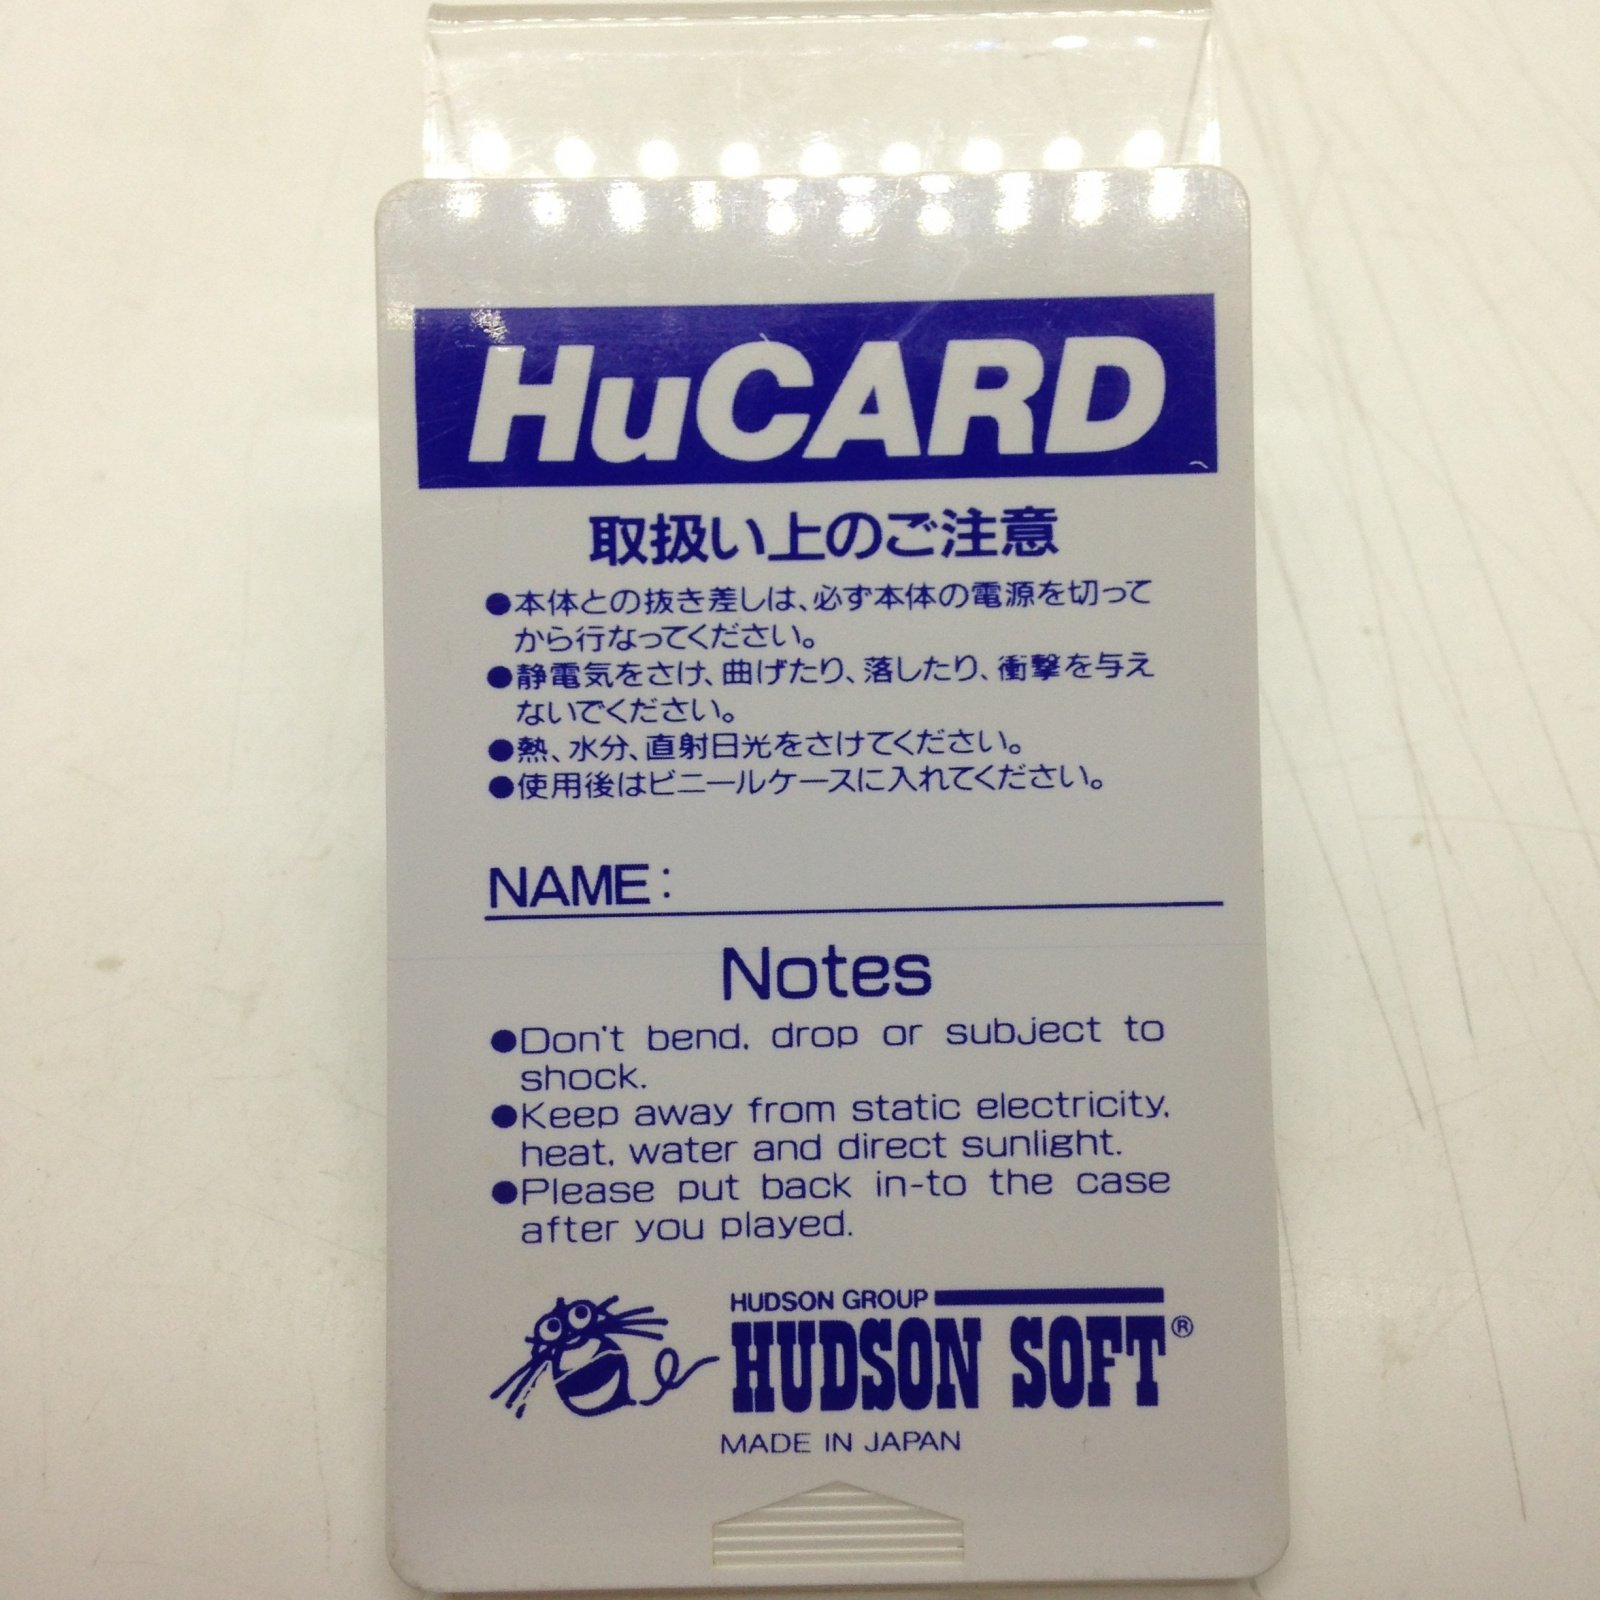 HuCARD
取扱い上のご注意
●本体との抜き差しは、必ず本体の電源を切って
から行なってください。
●静電気をさけ、曲げたり、落したり、衝撃を与え
ないでください。
●熱、水分、直射日光をさけてください。
●使用後はビニールケースに入れてください。
NAME:
Notes
●Don't bend, drop or subject to
shock.
●Keep away from static electricity,
heat, water and direct sunlight.
●Please put back in-to the case
after you played.
HUDSON GROUP
HUDSON SOFT®
MADE IN JAPAN